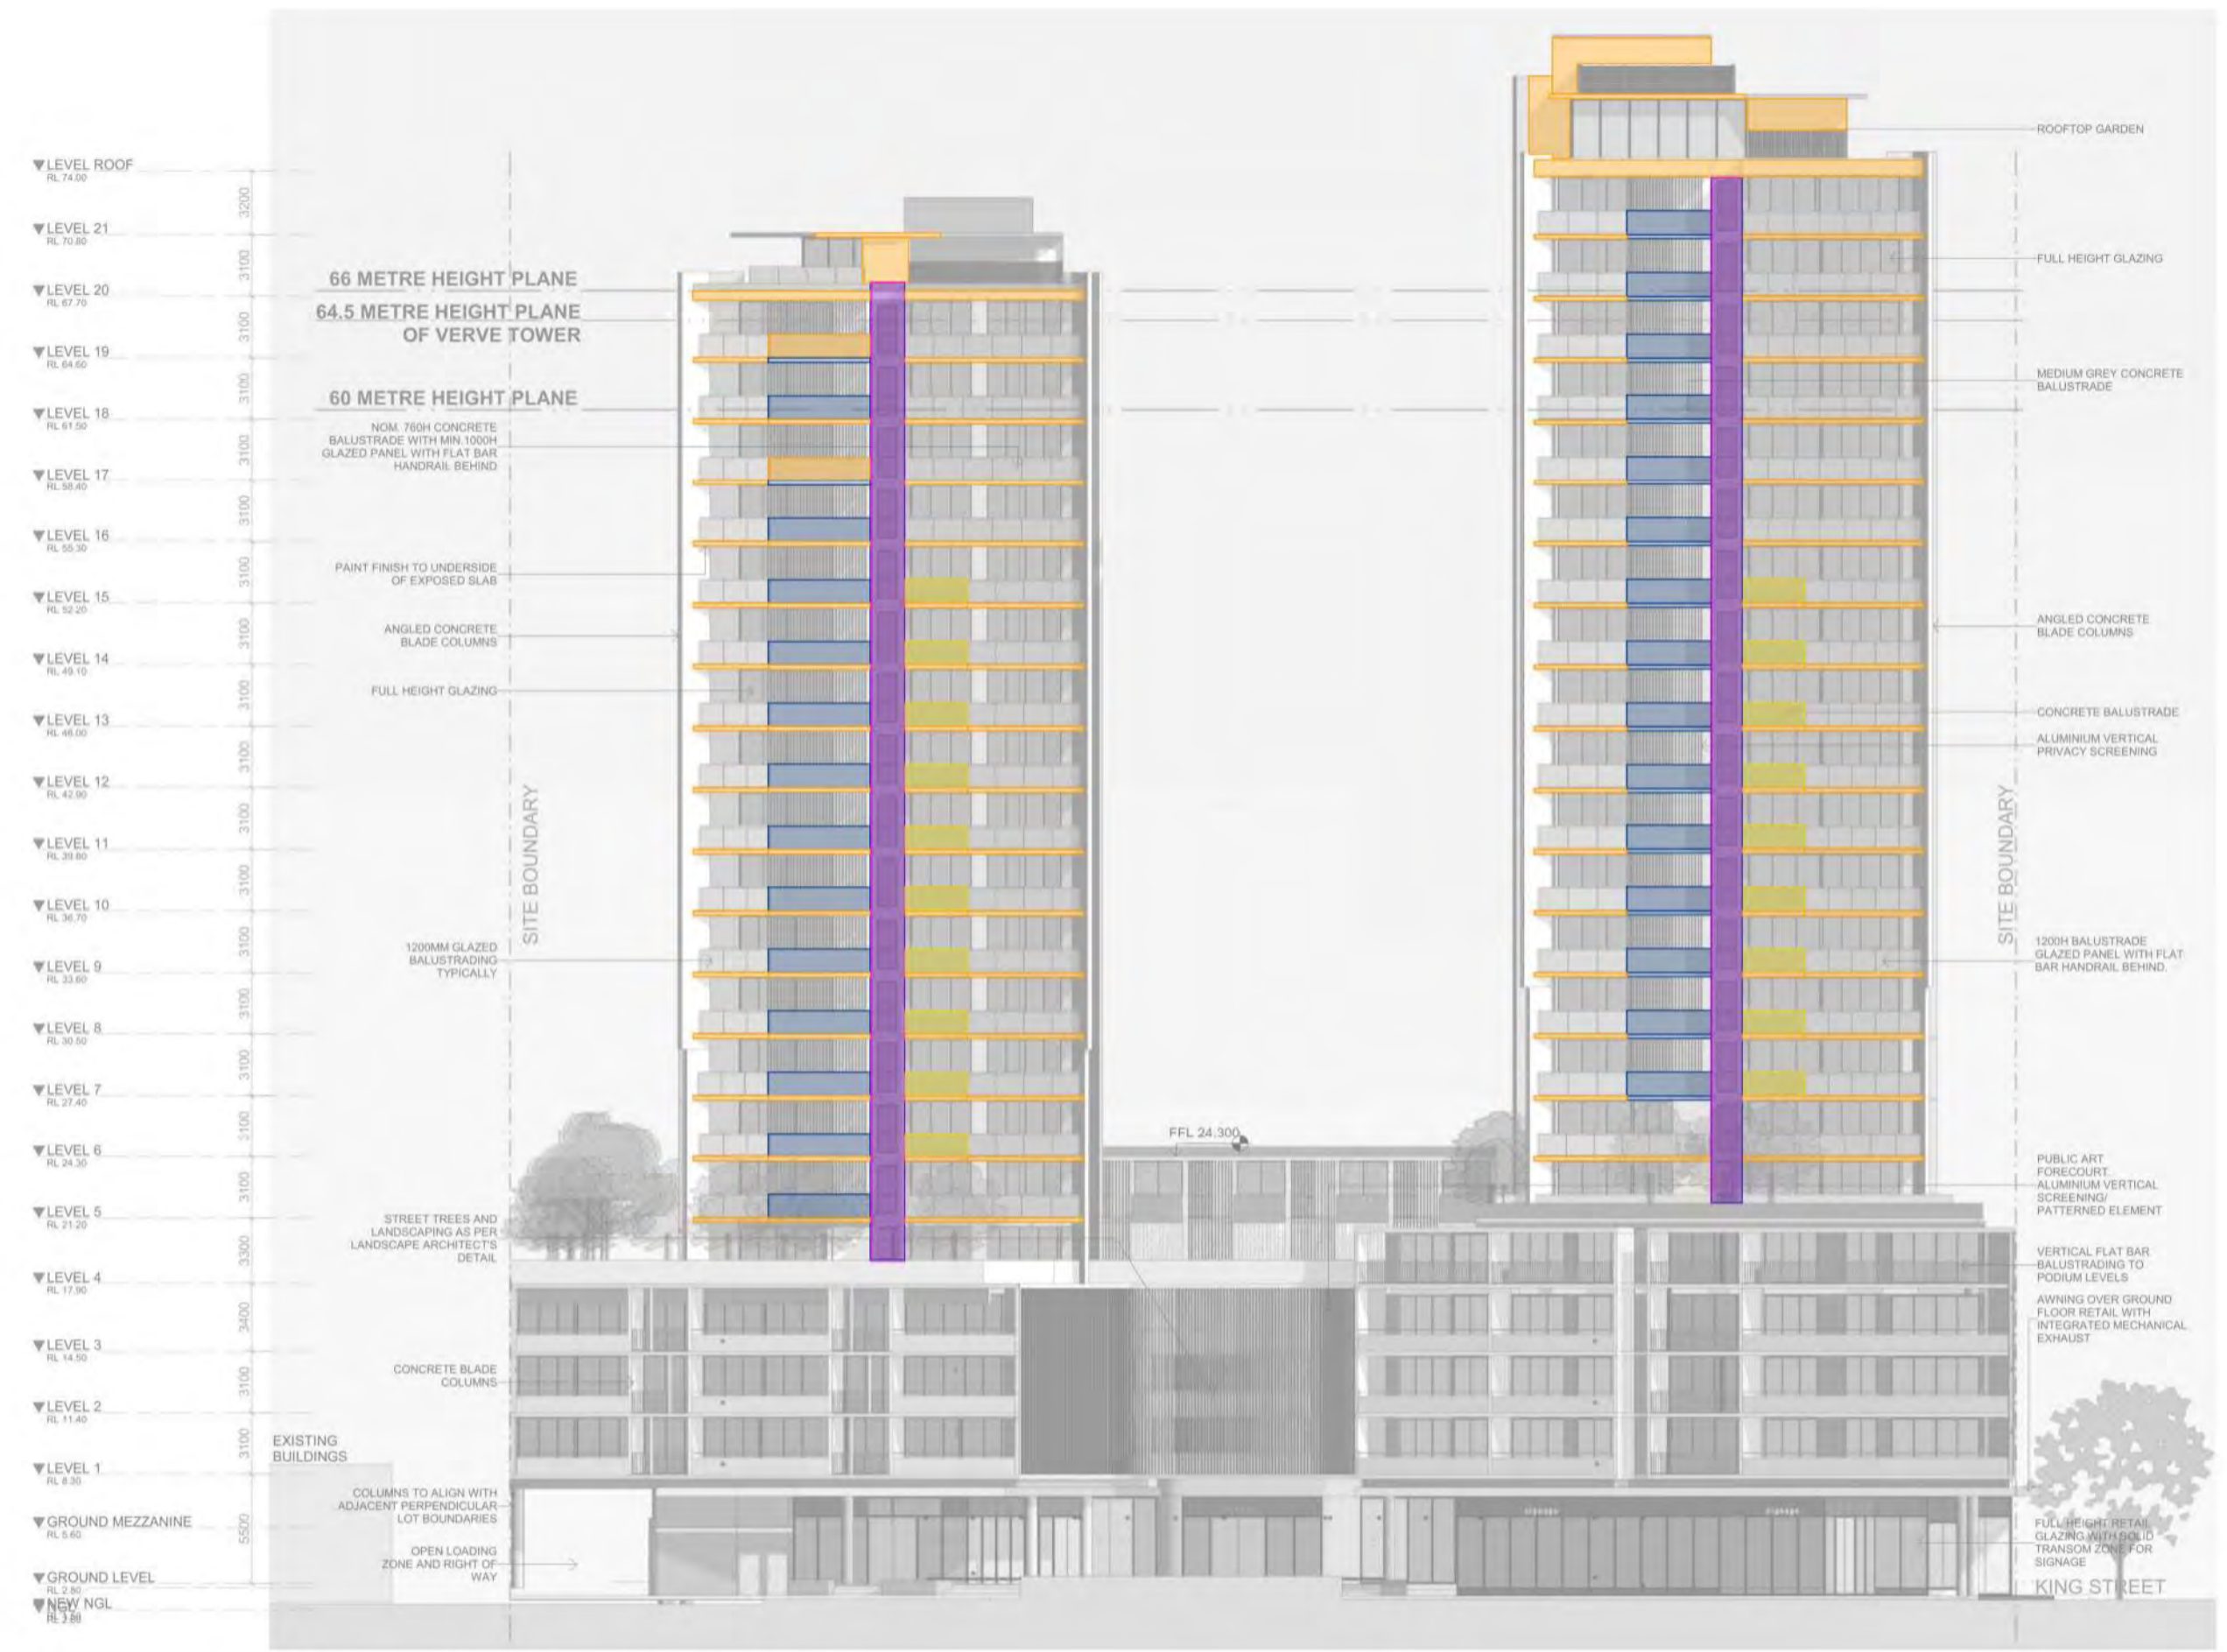 LEVEL ROOF
RL 74.00
3200
LEVEL 21
RL 70.80
3100
LEVEL 20
RL 67.70
3100
LEVEL 19
RL 64.60
3100
LEVEL 18
RL 61.50
3100
LEVEL 17
RL 58.40
3100
LEVEL 16
RL 55.30
3100
LEVEL 15
RL 52.20
3100
LEVEL 14
RL 49.10
3100
LEVEL 13
RL 46.00
3100
LEVEL 12
RL 42.90
3100
LEVEL 11
RL 39.80
3100
LEVEL 10
RL 36.70
3100
LEVEL 9
RL 33.60
3100
LEVEL 8
RL 30.50
3100
LEVEL 7
RL 27.40
3100
LEVEL 6
RL 24.30
3100
LEVEL 5
RL 21.20
3300
LEVEL 4
RL 17.90
3400
LEVEL 3
RL 14.50
3100
LEVEL 2
RL 11.40
3100
LEVEL 1
RL 8.30
5500
GROUND MEZZANINE
RL 5.60
GROUND LEVEL
RL 2.80
NEW NGL
66 METRE HEIGHT PLANE
64.5 METRE HEIGHT PLANE
OF VERVE TOWER
60 METRE HEIGHT PLANE
NOM. 760H CONCRETE
BALUSTRADE WITH MIN.1000H
GLAZED PANEL WITH FLAT BAR
HANDRAIL BEHIND
PAINT FINISH TO UNDERSIDE
OF EXPOSED SLAB
ANGLED CONCRETE
BLADE COLUMNS
FULL HEIGHT GLAZING
SITE BOUNDARY
1200MM GLAZED
BALUSTRADING
TYPICALLY
STREET TREES AND
LANDSCAPING AS PER
LANDSCAPE ARCHITECT'S
DETAIL
CONCRETE BLADE
COLUMNS
EXISTING
BUILDINGS
COLUMNS TO ALIGN WITH
ADJACENT PERPENDICULAR
LOT BOUNDARIES
OPEN LOADING
ZONE AND RIGHT OF
WAY
FFL 24.300
ROOFTOP GARDEN
FULL HEIGHT GLAZING
MEDIUM GREY CONCRETE
BALUSTRADE
ANGLED CONCRETE
BLADE COLUMNS
CONCRETE BALUSTRADE
ALUMINIUM VERTICAL
PRIVACY SCREENING
SITE BOUNDARY
1200H BALUSTRADE
GLAZED PANEL WITH FLAT
BAR HANDRAIL BEHIND.
PUBLIC ART
FORECOURT.
ALUMINIUM VERTICAL
SCREENING/
PATTERNED ELEMENT
VERTICAL FLAT BAR
BALUSTRADING TO
PODIUM LEVELS
AWNING OVER GROUND
FLOOR RETAIL WITH
INTEGRATED MECHANICAL
EXHAUST
FULL HEIGHT RETAIL
GLAZING WITH SOLID
TRANSOM ZONE FOR
SIGNAGE
KING STREET